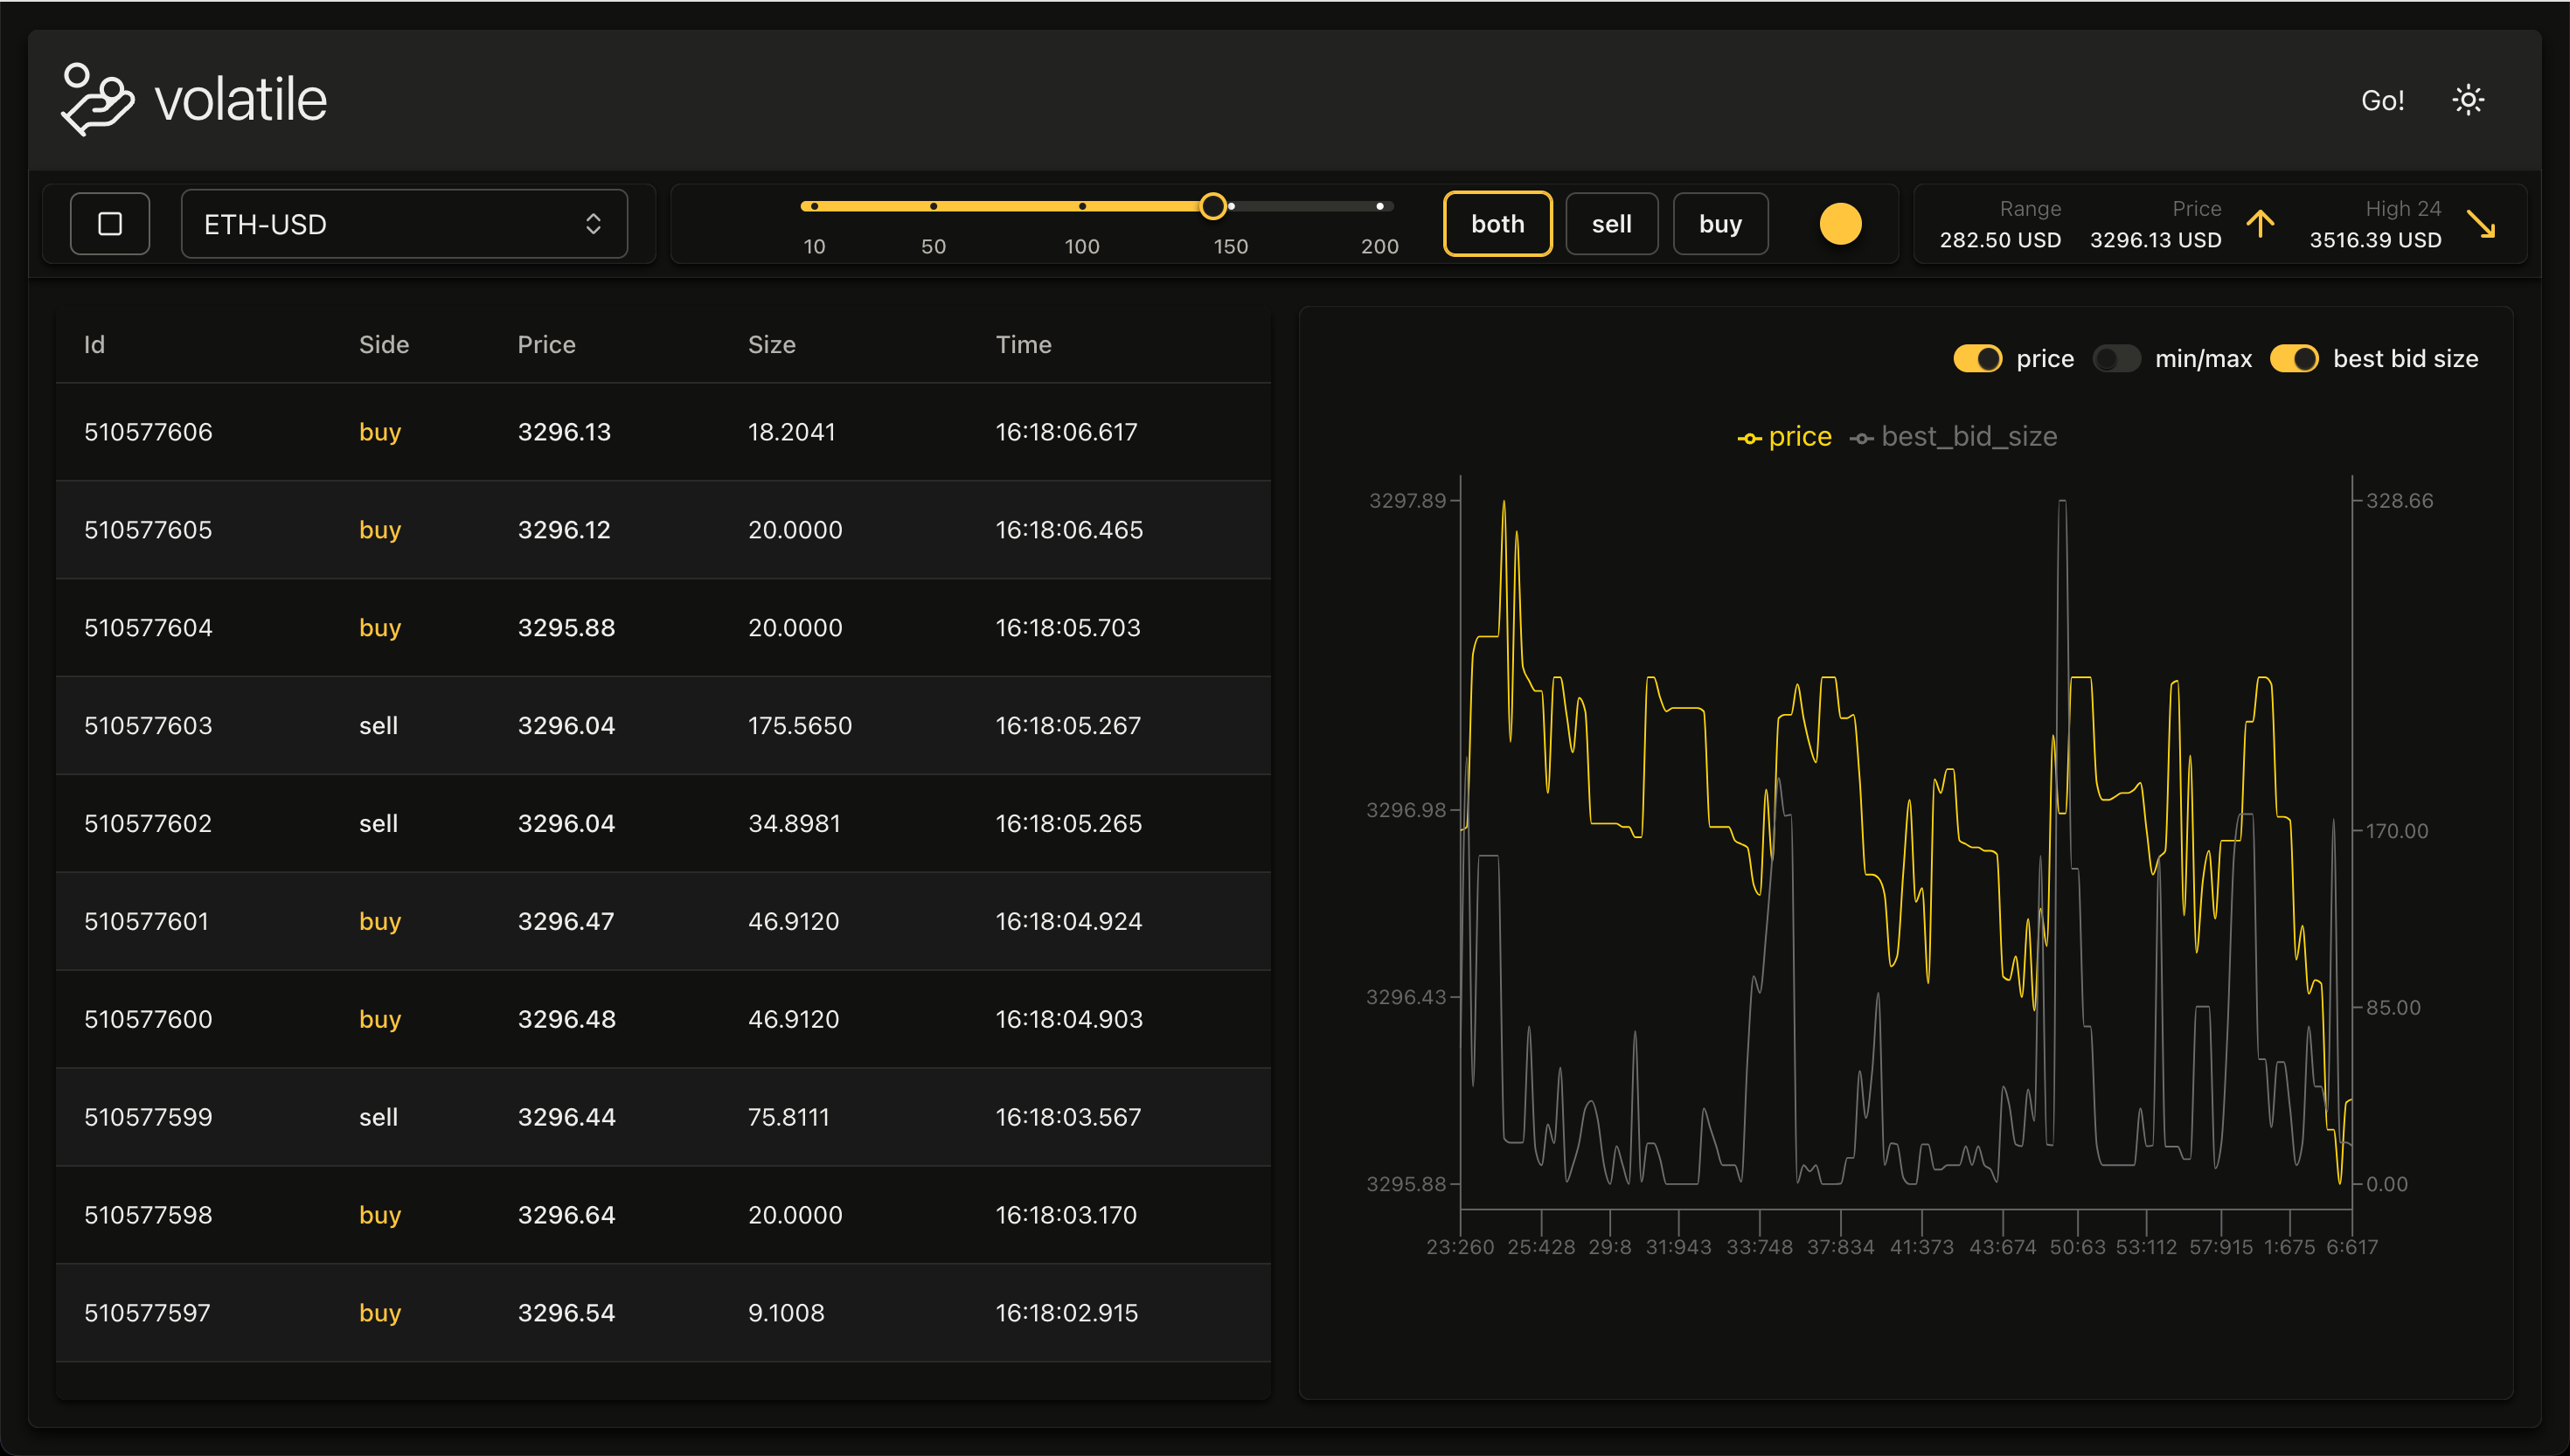 volatile
Go!
ETH-USD
10 50 100 150 200
both sell buy
Range Price High 24
282.50 USD 3296.13 USD 3516.39 USD
Id Side Price Size Time
510577606 buy 3296.13 18.2041 16:18:06.617
510577605 buy 3296.12 20.0000 16:18:06.465
510577604 buy 3295.88 20.0000 16:18:05.703
510577603 sell 3296.04 175.5650 16:18:05.267
510577602 sell 3296.04 34.8981 16:18:05.265
510577601 buy 3296.47 46.9120 16:18:04.924
510577600 buy 3296.48 46.9120 16:18:04.903
510577599 sell 3296.44 75.8111 16:18:03.567
510577598 buy 3296.64 20.0000 16:18:03.170
510577597 buy 3296.54 9.1008 16:18:02.915
price min/max best bid size
price best_bid_size
3297.89 328.66
3296.98
170.00
3296.43
85.00
3295.88 0.00
23:260 25:428 29:8 31:943 33:748 37:834 41:373 43:674 50:63 53:112 57:915 1:675 6:617